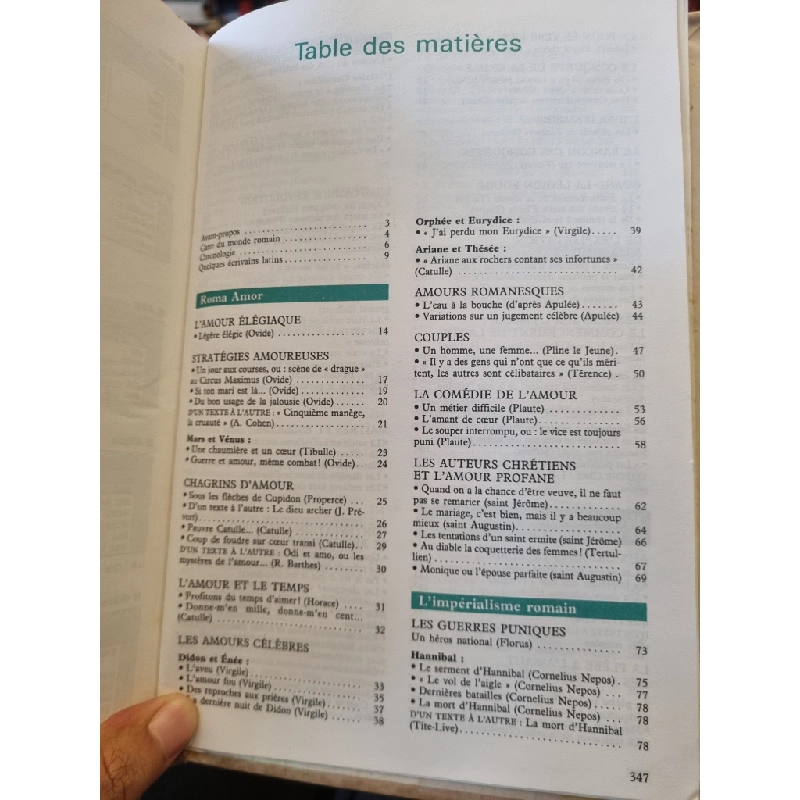 Table des matières
Avant-propos ........ 3
Carte du monde romain ........ 4
Chronologie ........ 6
Quelques écrivains latins ........ 9
Roma Amor
L'AMOUR ÉLÉGIAQUE
• Légère Élégie (Ovide) ........ 14
STRATÉGIES AMOUREUSES
• Un jour aux courses, ou : scène de « drague »
au Circus Maximus (Ovide) ........ 17
• Si ton mari est là... (Ovide) ........ 19
• Du bon usage de la jalousie (Ovide) ........ 20
D'UN TEXTE À L'AUTRE : « Cinquième manège,
la cruauté » (A. Cohen) ........ 21
Mars et Vénus :
• Une chaumière et un cœur (Tibulle) ........ 23
• Guerre et amour, même combat ! (Ovide) ........ 24
CHAGRINS D'AMOUR
• Sous les flèches de Cupidon (Properce) ... 25
• D'un texte à l'autre : Le dieu archer (J. Pré-
vert) ........ 26
• Pauvre Catulle... (Catulle) ........ 27
• Coup de foudre sur cœur transi (Catulle) . 29
D'UN TEXTE À L'AUTRE : Odi et amo, ou les
mystères de l'amour... (R. Barthes) ........ 30
L'AMOUR ET LE TEMPS
• Profitons du temps d'aimer ! (Horace) .... 31
• Donne-m'en mille, donne-m'en cent...
(Catulle) ........ 32
LES AMOURS CÉLÈBRES
Didon et Énée :
• L'aveu (Virgile) ........ 33
• L'amour fou (Virgile) ........ 35
• Des reproches aux prières (Virgile) ........ 37
La dernière nuit de Didon (Virgile) ........ 38
Orphée et Eurydice :
• « J'ai perdu mon Eurydice » (Virgile) ..... 39
Ariane et Thésée :
• « Ariane aux rochers contant ses infortunes »
(Catulle) ........ 42
AMOURS ROMANESQUES
• L'eau à la bouche (d'après Apulée) ....... 43
• Variations sur un jugement célèbre (Apulée) 44
COUPLES
• Un homme, une femme... (Pline le Jeune) . 47
• « Il y a des gens qui n'ont que ce qu'ils méri-
tent, les autres sont célibataires » (Térence) . 50
LA COMÉDIE DE L'AMOUR
• Un métier difficile (Plaute) ........ 53
• L'amant de cœur (Plaute) ........ 56
• Le souper interrompu, ou : le vice est toujours
puni (Plaute) ........ 58
LES AUTEURS CHRÉTIENS
ET L'AMOUR PROFANE
• Quand on a la chance d'être veuve, il ne faut
pas se remarier (saint Jérôme) ........ 62
• Le mariage, c'est bien, mais il y a beaucoup
mieux (saint Augustin) ........ 64
• Les tentations d'un saint ermite (saint Jérôme) 66
• Au diable la coquetterie des femmes ! (Tertul-
lien) ........ 67
• Monique ou l'épouse parfaite (saint Augustin) 69
L'impérialisme romain
LES GUERRES PUNIQUES
Un héros national (Florus) ........ 73
Hannibal :
• Le serment d'Hannibal (Cornelius Nepos) . 75
• « Le vol de l'aigle » (Cornelius Nepos) ... 77
• Dernières batailles (Cornelius Nepos) .... 78
• La mort d'Hannibal (Cornelius Nepos) ... 78
D'UN TEXTE À L'AUTRE : La mort d'Hannibal
(Tite-Live) ........ 78
347